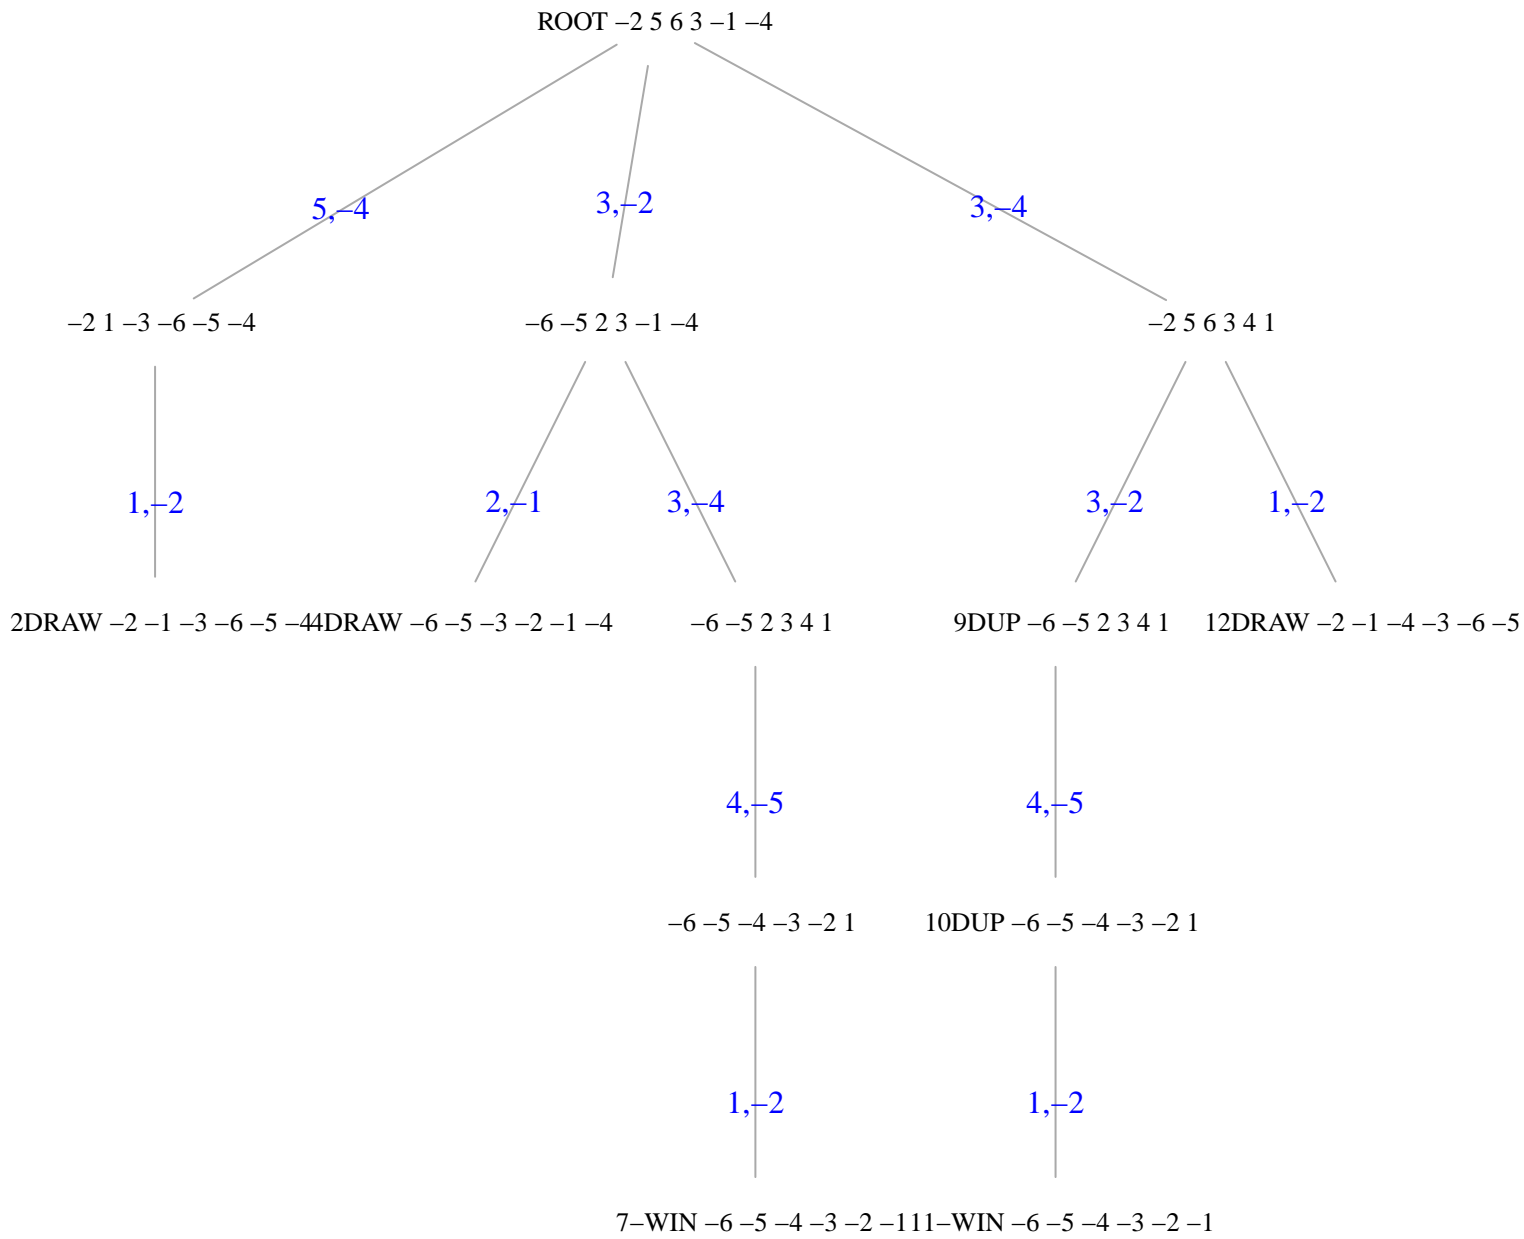 ROOT –2 5 6 3 –1 –4
5,–4 3,–2 3,–4
–2 1 –3 –6 –5 –4 –6 –5 2 3 –1 –4 –2 5 6 3 4 1
1,–2 2,–1 3,–4 3,–2 1,–2
2DRAW –2 –1 –3 –6 –5 –4 4DRAW –6 –5 –3 –2 –1 –4 –6 –5 2 3 4 1 9DUP –6 –5 2 3 4 1 12DRAW –2 –1 –4 –3 –6 –5
4,–5 4,–5
–6 –5 –4 –3 –2 1 10DUP –6 –5 –4 –3 –2 1
1,–2 1,–2
7–WIN –6 –5 –4 –3 –2 –1 11–WIN –6 –5 –4 –3 –2 –1